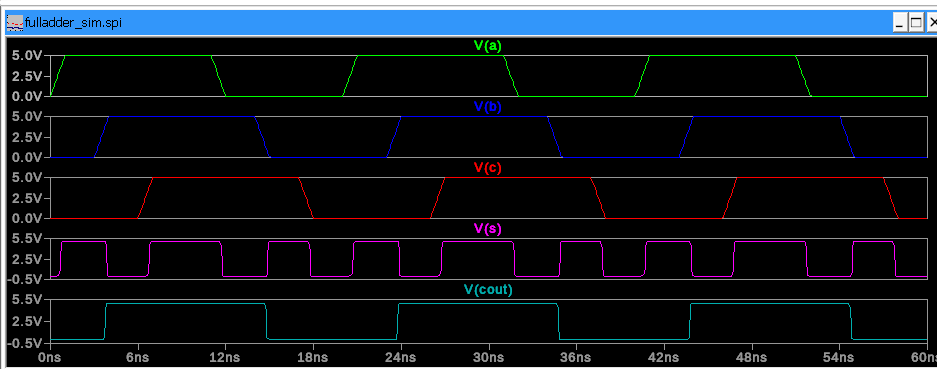 fulladder_sim.spi
V(a)
5.0V
2.5V
0.0V
V(b)
5.0V
2.5V
0.0V
V(c)
5.0V
2.5V
0.0V
V(s)
5.5V
2.5V
-0.5V
V(cout)
5.5V
2.5V
-0.5V
0ns 6ns 12ns 18ns 24ns 30ns 36ns 42ns 48ns 54ns 60ns